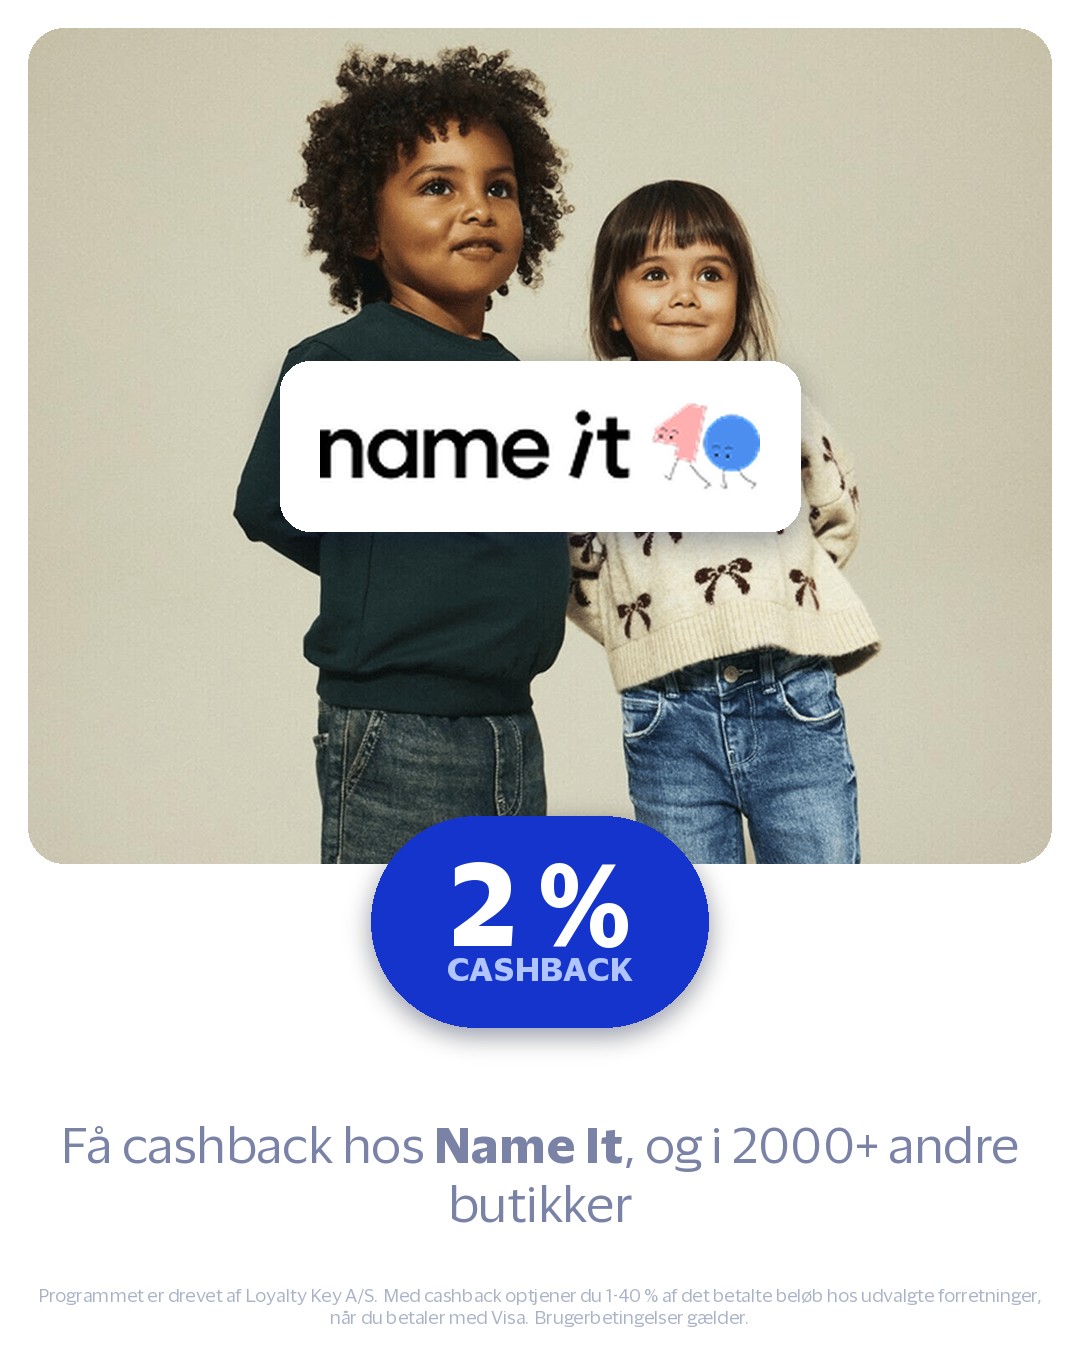 name it
2 %
CASHBACK
Få cashback hos Name It, og i 2000+ andre
butikker
Programmet er drevet af Loyalty Key A/S. Med cashback optjener du 1-40 % af det betalte beløb hos udvalgte forretninger,
når du betaler med Visa. Brugerbetingelser gælder.